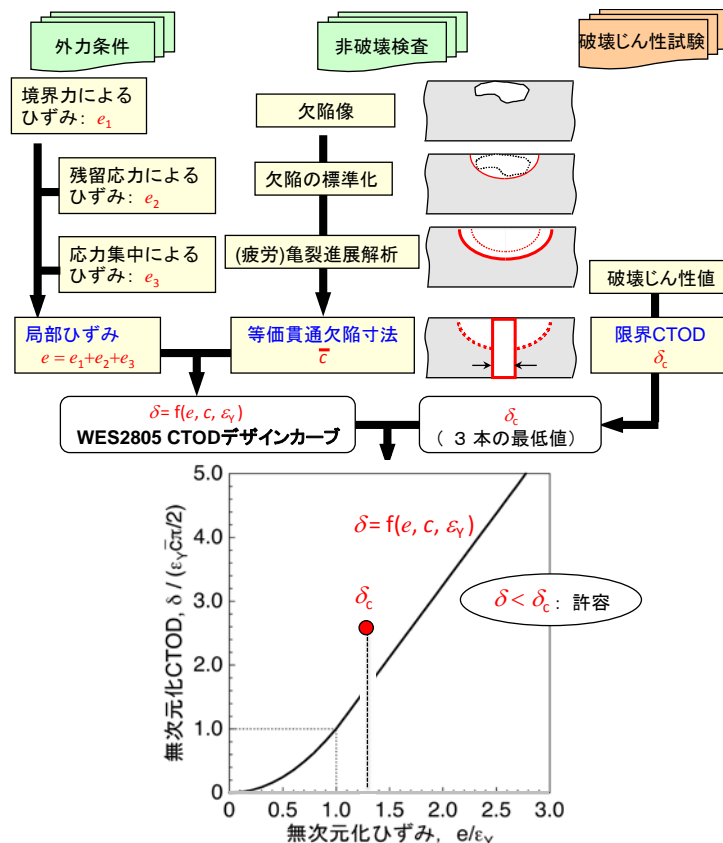 外力条件
非破壊検査
破壊じん性試験
境界力による
ひずみ: e₁
欠陥像
残留応力による
ひずみ: e₂
欠陥の標準化
応力集中による
ひずみ: e₃
(疲労)亀裂進展解析
破壊じん性値
局部ひずみ
e = e₁+e₂+e₃
等価貫通欠陥寸法
c̅
限界CTOD
δc
δ= f(e, c, εY)
WES2805 CTODデザインカーブ
δc
( 3 本の最低値)
5.0
4.0
3.0
2.0
1.0
0
無次元化CTOD, δ / (εY c̅π/2)
δ= f(e, c, εY)
δc
δ < δc : 許容
0 0.5 1.0 1.5 2.0 2.5 3.0
無次元化ひずみ, e/εY